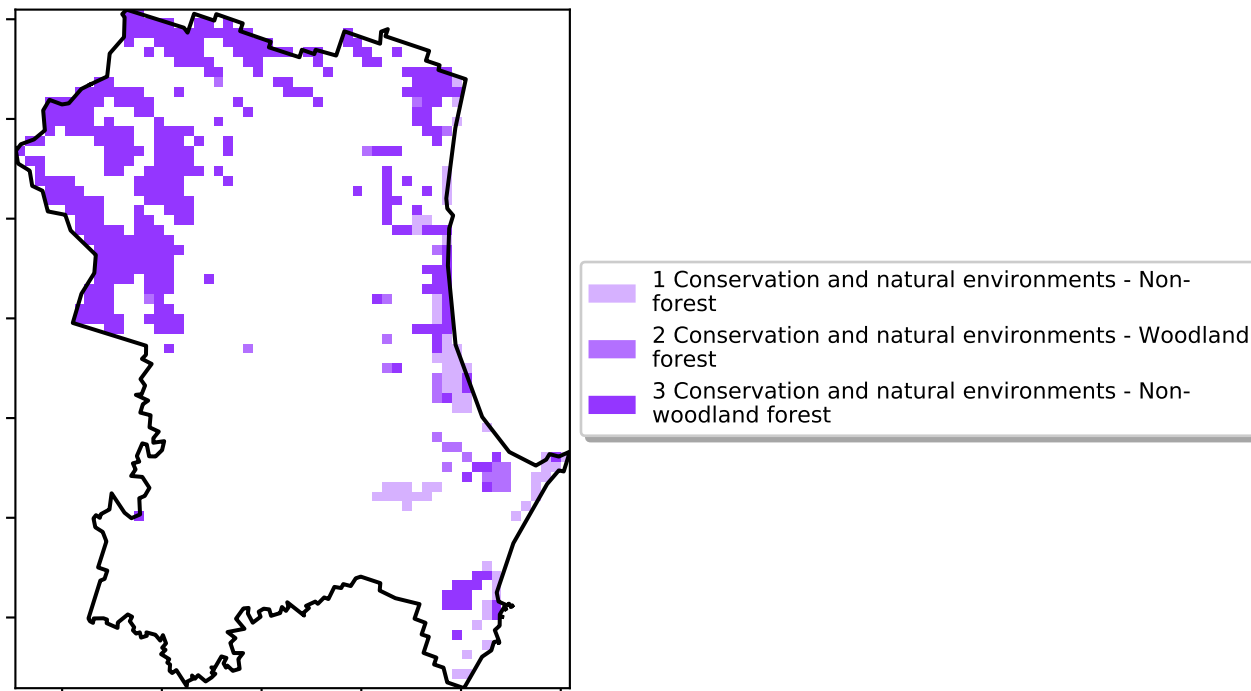 1 Conservation and natural environments - Non-
forest
2 Conservation and natural environments - Woodland
forest
3 Conservation and natural environments - Non-
woodland forest